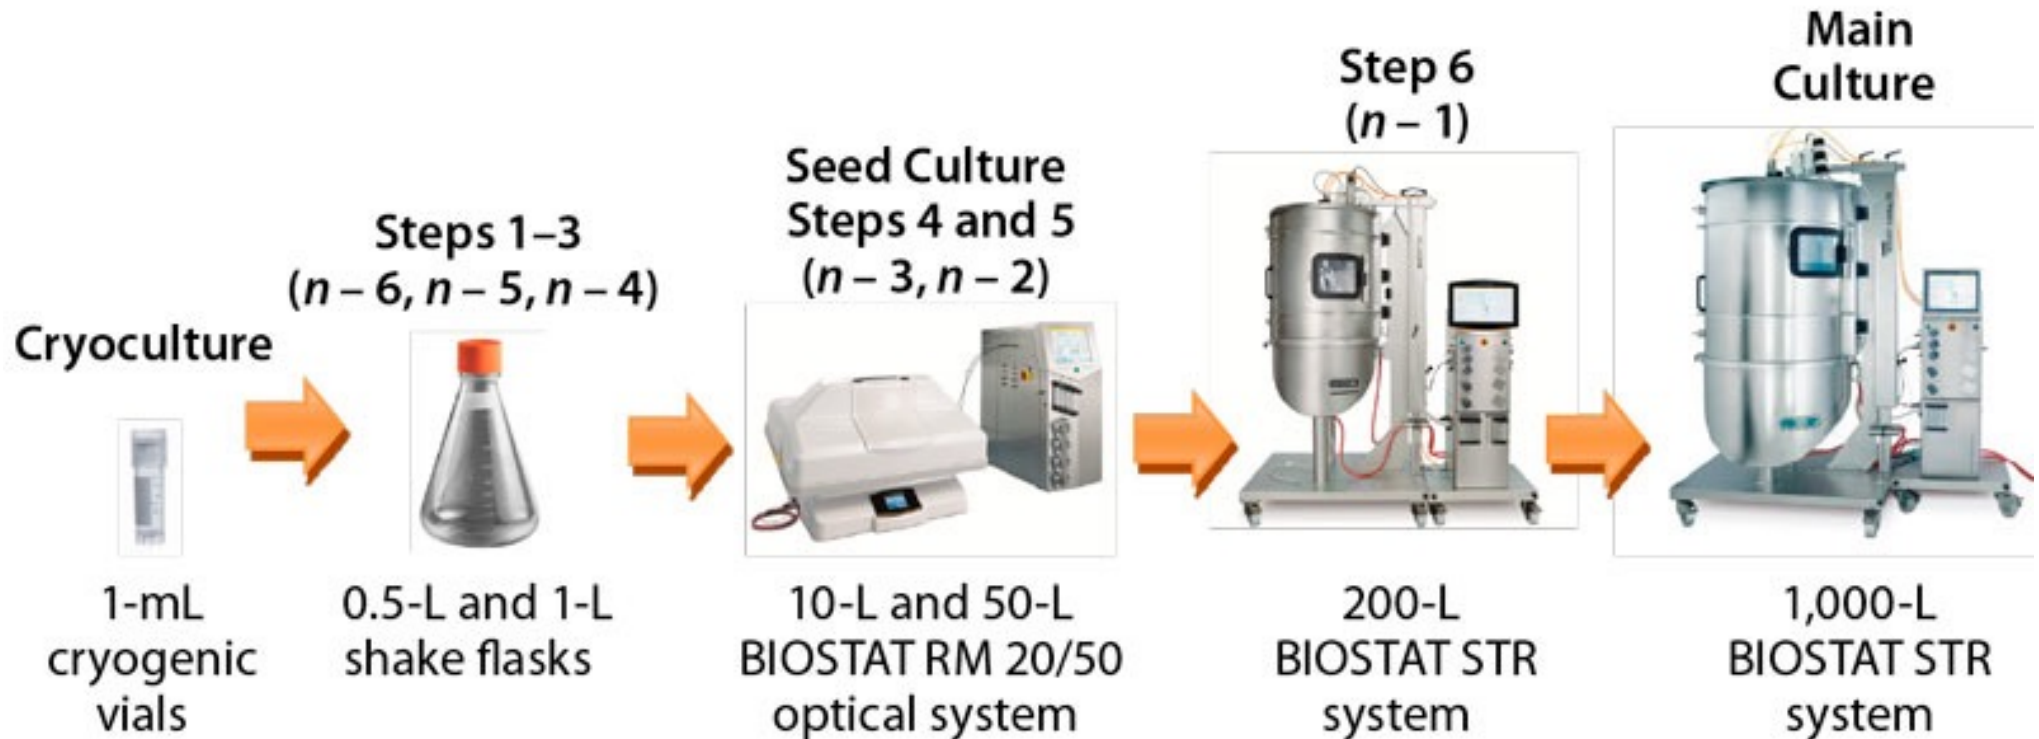 Cryoculture
1-mL
cryogenic
vials
Steps 1–3
(n – 6, n – 5, n – 4)
0.5-L and 1-L
shake flasks
Seed Culture
Steps 4 and 5
(n – 3, n – 2)
10-L and 50-L
BIOSTAT RM 20/50
optical system
Step 6
(n – 1)
200-L
BIOSTAT STR
system
Main
Culture
1,000-L
BIOSTAT STR
system